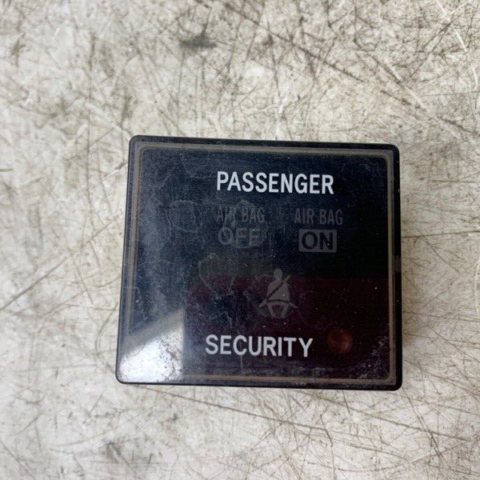 PASSENGER
AIR BAG AIR BAG
OFF ON
SECURITY